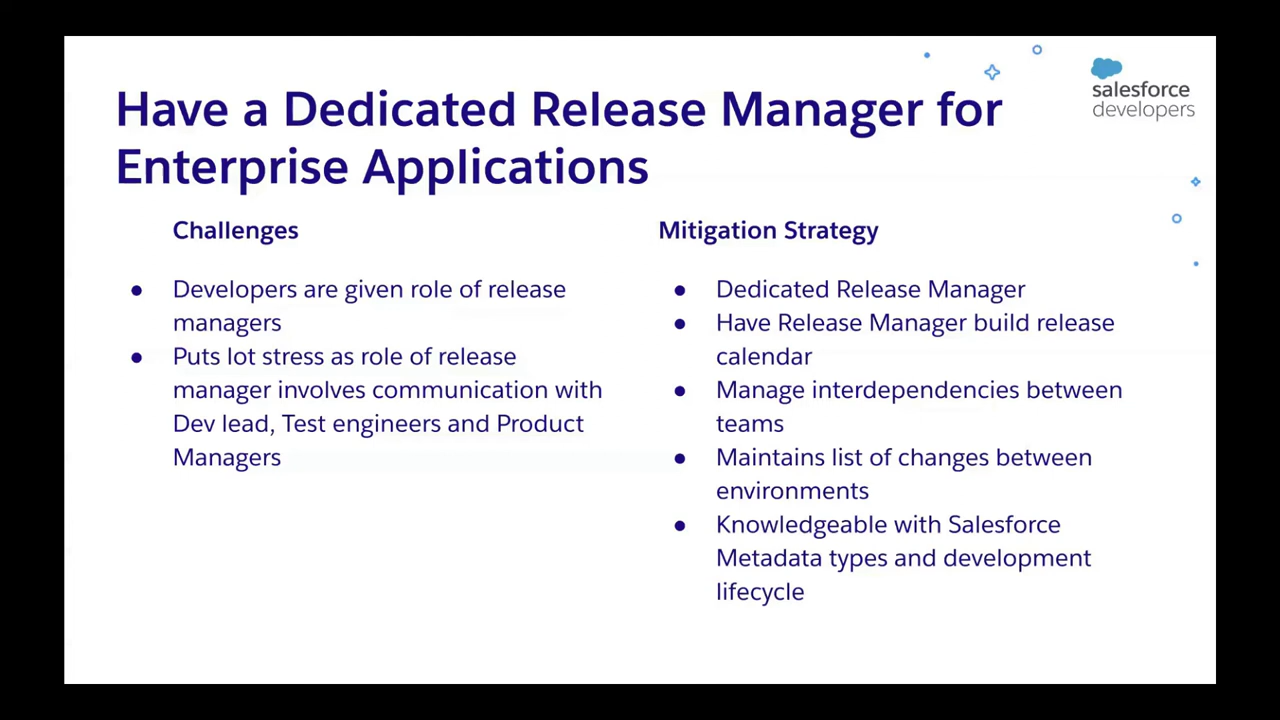 Have a Dedicated Release Manager for
Enterprise Applications
salesforce
developers
Challenges
● Developers are given role of release
managers
● Puts lot stress as role of release
manager involves communication with
Dev lead, Test engineers and Product
Managers
Mitigation Strategy
● Dedicated Release Manager
● Have Release Manager build release
calendar
● Manage interdependencies between
teams
● Maintains list of changes between
environments
● Knowledgeable with Salesforce
Metadata types and development
lifecycle